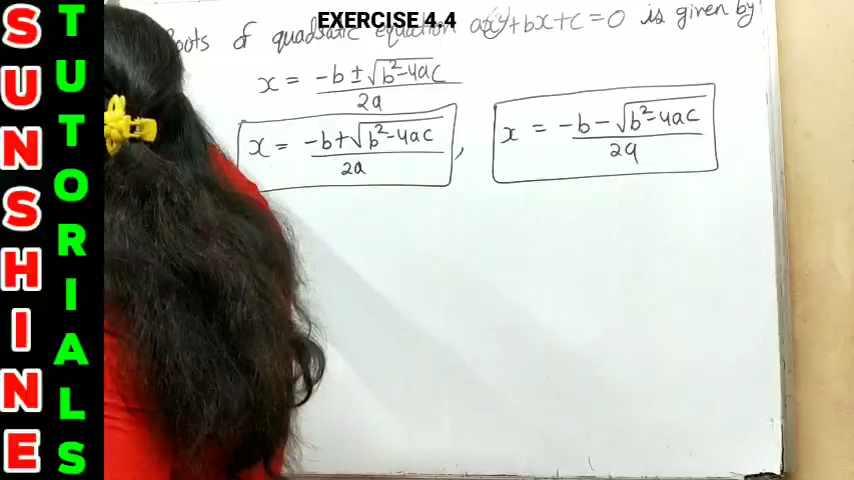 SUNSHINE
TUTORIALS
EXERCISE 4.4
Roots of quadratic equation ax²+bx+c=0 is given by
x = -b ± √b²-4ac / 2a
x = -b+√b²-4ac / 2a , x = -b-√b²-4ac / 2a